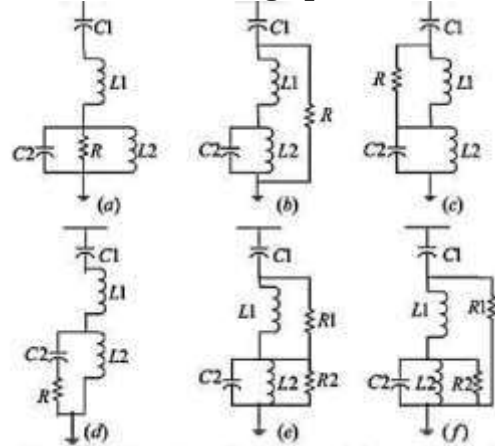 C1 C1 C1
L1 L1 R L1
R
C2 R L2 C2 L2 C2 L2
(a) (b) (c)
C1 C1 C1
L1 L1 R1 L1 R1
C2 L2
R C2 L2 R2 C2 L2 R2
(d) (e) (f)